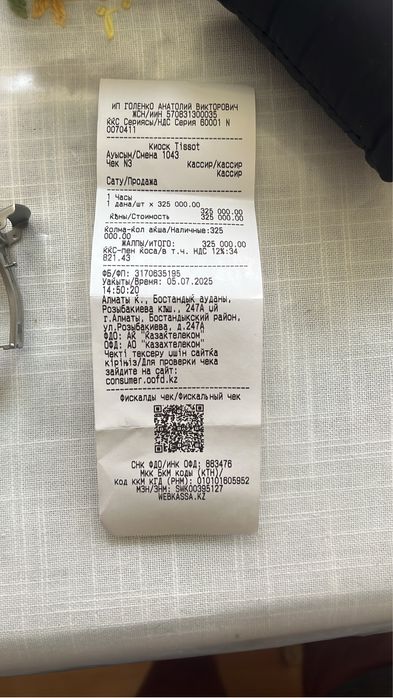 ИП ГОЛЕНКО АНАТОЛИЙ ВИКТОРОВИЧ
ЖСН/ИИН 570831300035
ҚҚС Сериясы/НДС Серия 60001 N
0070411
Киоск Tissot
Ауысым/Смена 1043
Чек N3 Кассир/кассир
Кассир
Сату/Продажа
1 Часы
1 дана/шт x 325 000.00
325 000.00
Құны/Стоимость 325 000.00
Қолма-қол ақша/Наличные:325
000.00
ЖАЛПЫ/ИТОГО: 325 000.00
ҚҚС-пен қоса/в т.ч. НДС 12%:34
821.43
ФБ/ФП: 3170635195
Уақыты/Время: 05.07.2025
14:50:20
Алматы қ., Бостандық ауданы,
Розыбакиева көш., 247А үй
г.Алматы, Бостандыкский район,
ул.Розыбакиева, д.247А
ФДО: АҚ "Казақтелеком"
ОФД: АО "Казахтелеком"
Чекті тексеру үшін сайтқа
кіріңіз/Для проверки чека
зайдите на сайт:
consumer.oofd.kz
Фискалды чек/Фискальный чек
СНК ФДО/ИНК ОФД: 883476
МКК БКМ коды (КТН)/
Код ККМ КГД (РНМ): 010101605952
МЗН/ЗНМ: SWK00395127
WEBKASSA.KZ